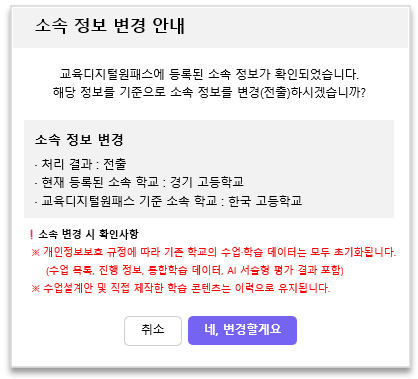 소속 정보 변경 안내
교육디지털원패스에 등록된 소속 정보가 확인되었습니다.
해당 정보를 기준으로 소속 정보를 변경(전출)하시겠습니까?
소속 정보 변경
· 처리 결과 : 전출
· 현재 등록된 소속 학교 : 경기 고등학교
· 교육디지털원패스 기준 소속 학교 : 한국 고등학교
! 소속 변경 시 확인사항
※ 개인정보보호 규정에 따라 기존 학교의 수업·학습 데이터는 모두 초기화됩니다.
(수업 목록, 진행 정보, 통합학습 데이터, AI 서술형 평가 결과 포함)
※ 수업설계안 및 직접 제작한 학습 콘텐츠는 이력으로 유지됩니다.
취소
네, 변경할게요